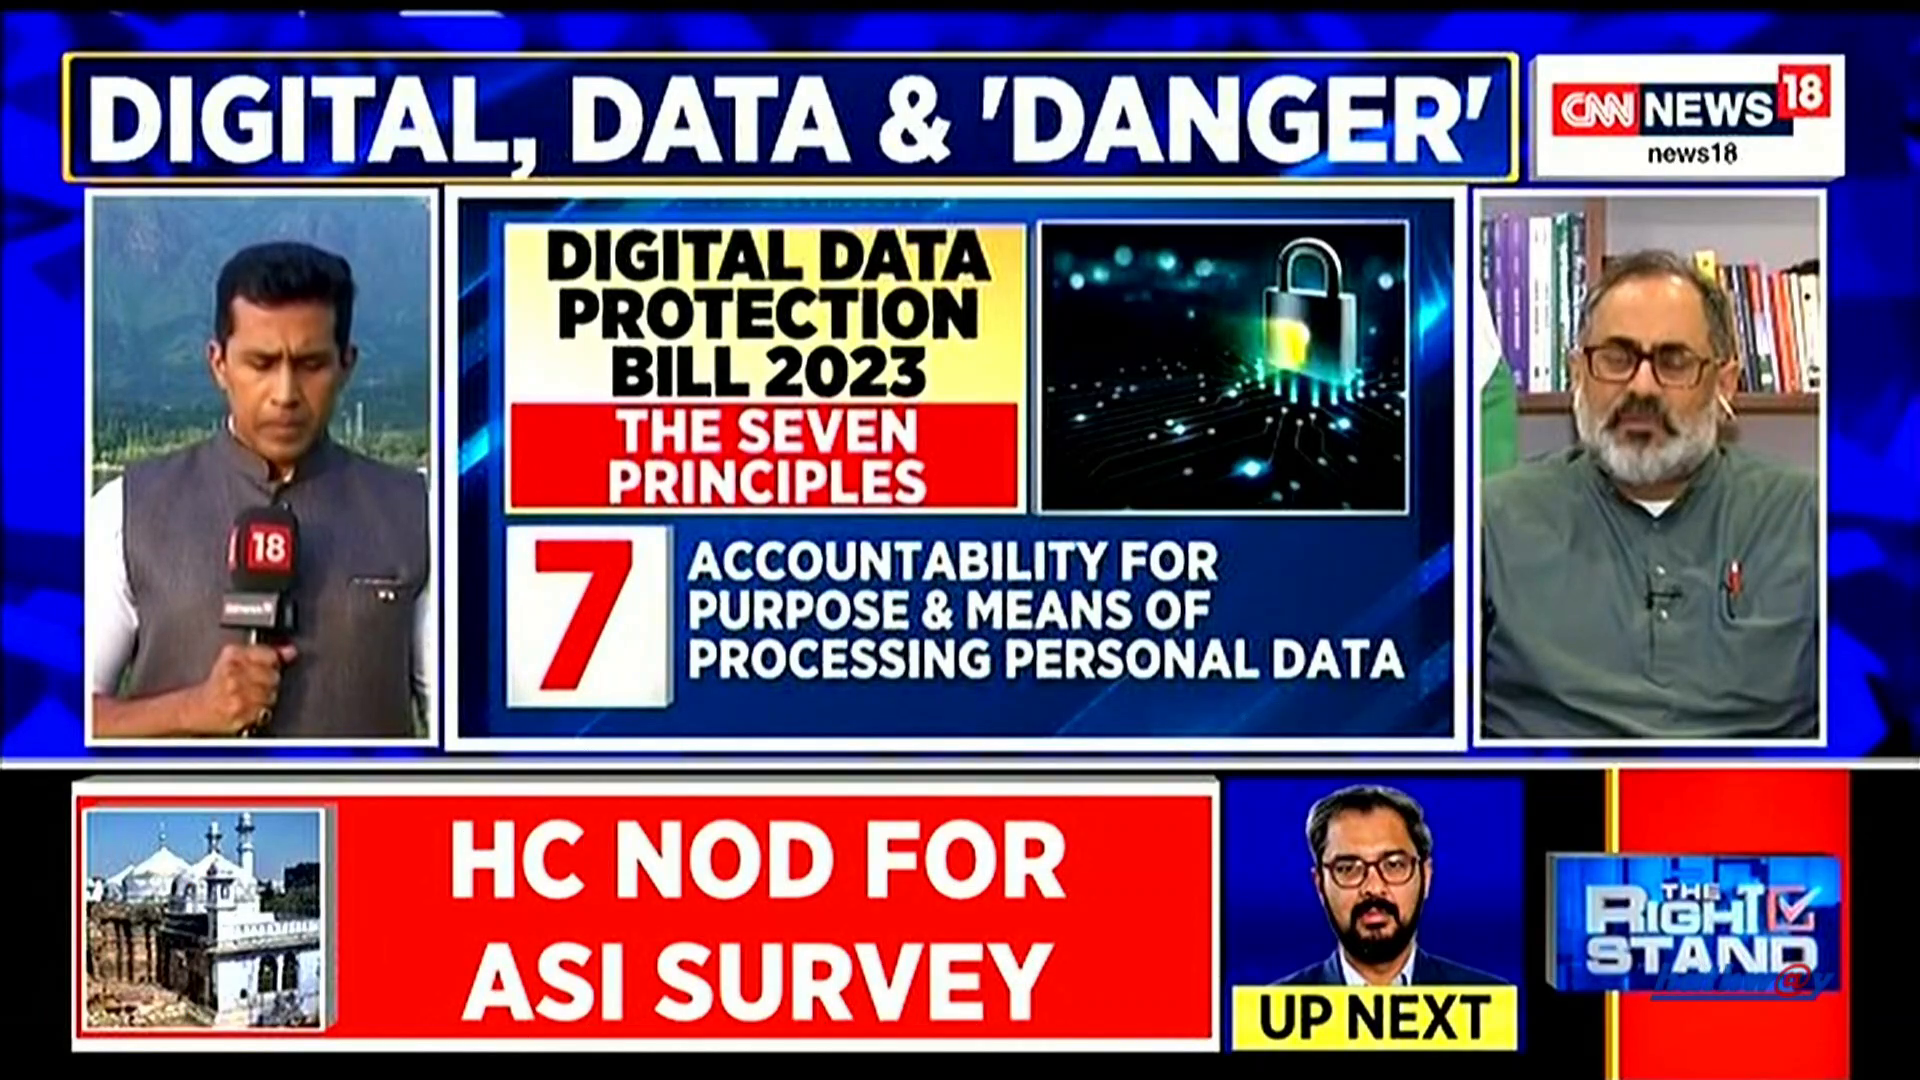 DIGITAL, DATA & 'DANGER'
CNN NEWS 18
news18
DIGITAL DATA
PROTECTION
BILL 2023
THE SEVEN
PRINCIPLES
7
ACCOUNTABILITY FOR
PURPOSE & MEANS OF
PROCESSING PERSONAL DATA
18
HC NOD FOR
ASI SURVEY
UP NEXT
THE
RIGHT
STAND